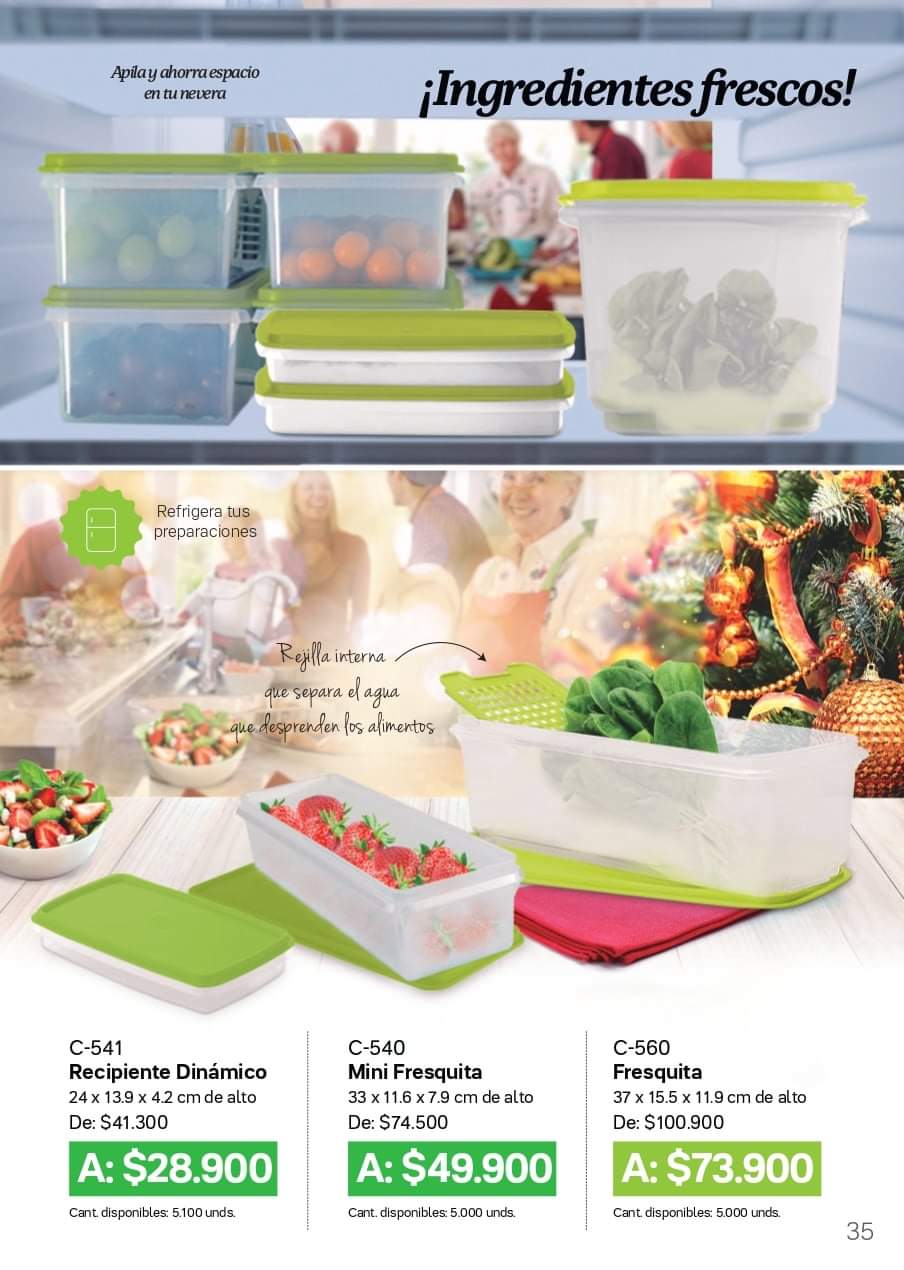 Apila y ahorra espacio
en tu nevera
¡Ingredientes frescos!
Refrigera tus
preparaciones
Rejilla interna
que separa el agua
que desprenden los alimentos
C-541
Recipiente Dinámico
24 x 13.9 x 4.2 cm de alto
De: $41.300
A: $28.900
Cant. disponibles: 5.100 unds.
C-540
Mini Fresquita
33 x 11.6 x 7.9 cm de alto
De: $74.500
A: $49.900
Cant. disponibles: 5.000 unds.
C-560
Fresquita
37 x 15.5 x 11.9 cm de alto
De: $100.900
A: $73.900
Cant. disponibles: 5.000 unds.
35